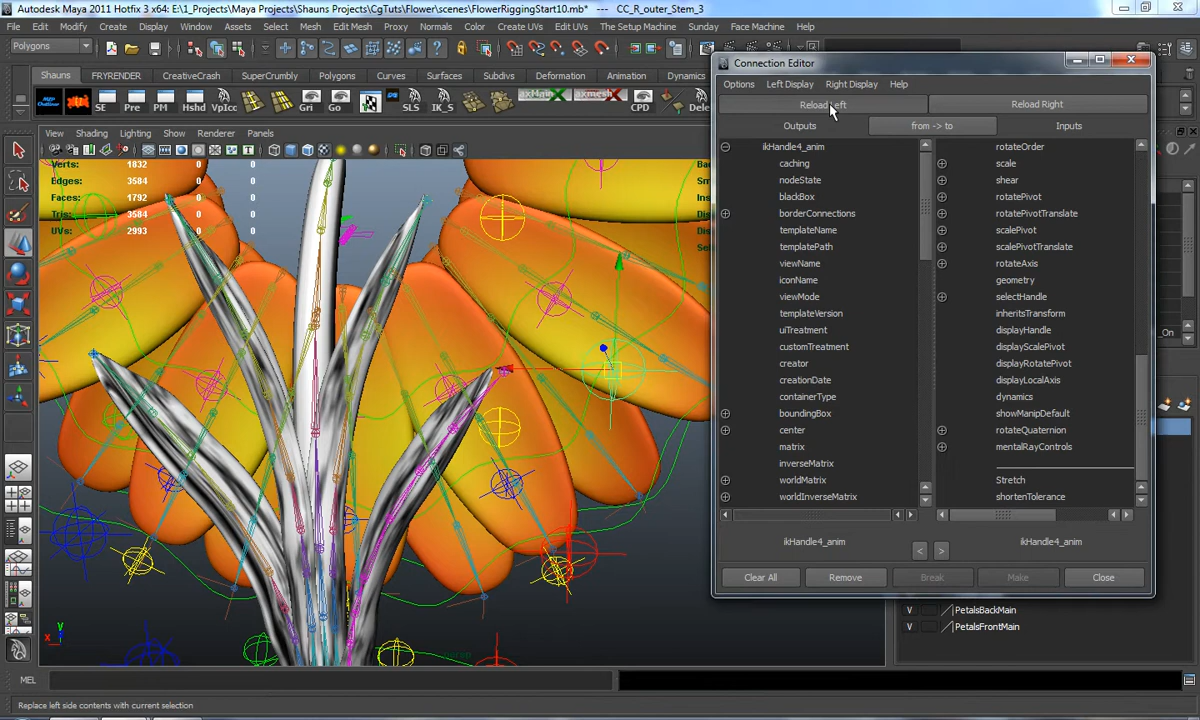 Autodesk Maya 2011 Hotfix 3 x64: E:\1_Projects\Maya Projects\Shauns Projects\CgTuts\Flower\scenes\FlowerRiggingStart10.mb* --- CC_R_outer_Stem_3
File Edit Modify Create Display Window Assets Select Mesh Edit Mesh Proxy Normals Color Create UVs Edit UVs The Setup Machine Muscle Face Machine Help
Polygons
Shauns FRYRENDER CreativeCrash SuperCrumbly Polygons Curves Surfaces Subdivs Deformation Animation Dynamics
SE Pre PM Hshd VpIcc Gri Go SLS IK_S axMain axmesh CPD Dele
View Shading Lighting Show Renderer Panels
Verts: 1832 0
Edges: 3584 0
Faces: 1792 0
Tris: 3584 0
UVs: 2993 0
Connection Editor
Options Left Display Right Display Help
Reload Left Reload Right
Outputs from -> to Inputs
ikHandle4_anim rotateOrder
caching scale
nodeState shear
blackBox rotatePivot
borderConnections rotatePivotTranslate
templateName scalePivot
templatePath scalePivotTranslate
viewName rotateAxis
iconName geometry
viewMode selectHandle
templateVersion inheritsTransform
uiTreatment displayHandle
customTreatment displayScalePivot
creator displayRotatePivot
creationDate displayLocalAxis
containerType dynamics
boundingBox showManipDefault
center rotateQuaternion
matrix mentalRayControls
inverseMatrix
worldMatrix Stretch
worldInverseMatrix shortenTolerance
ikHandle4_anim ikHandle4_anim
< >
Clear All Remove Break Make Close
_On
V PetalsBackMain
V PetalsFrontMain
MEL
Replace left side contents with current selection